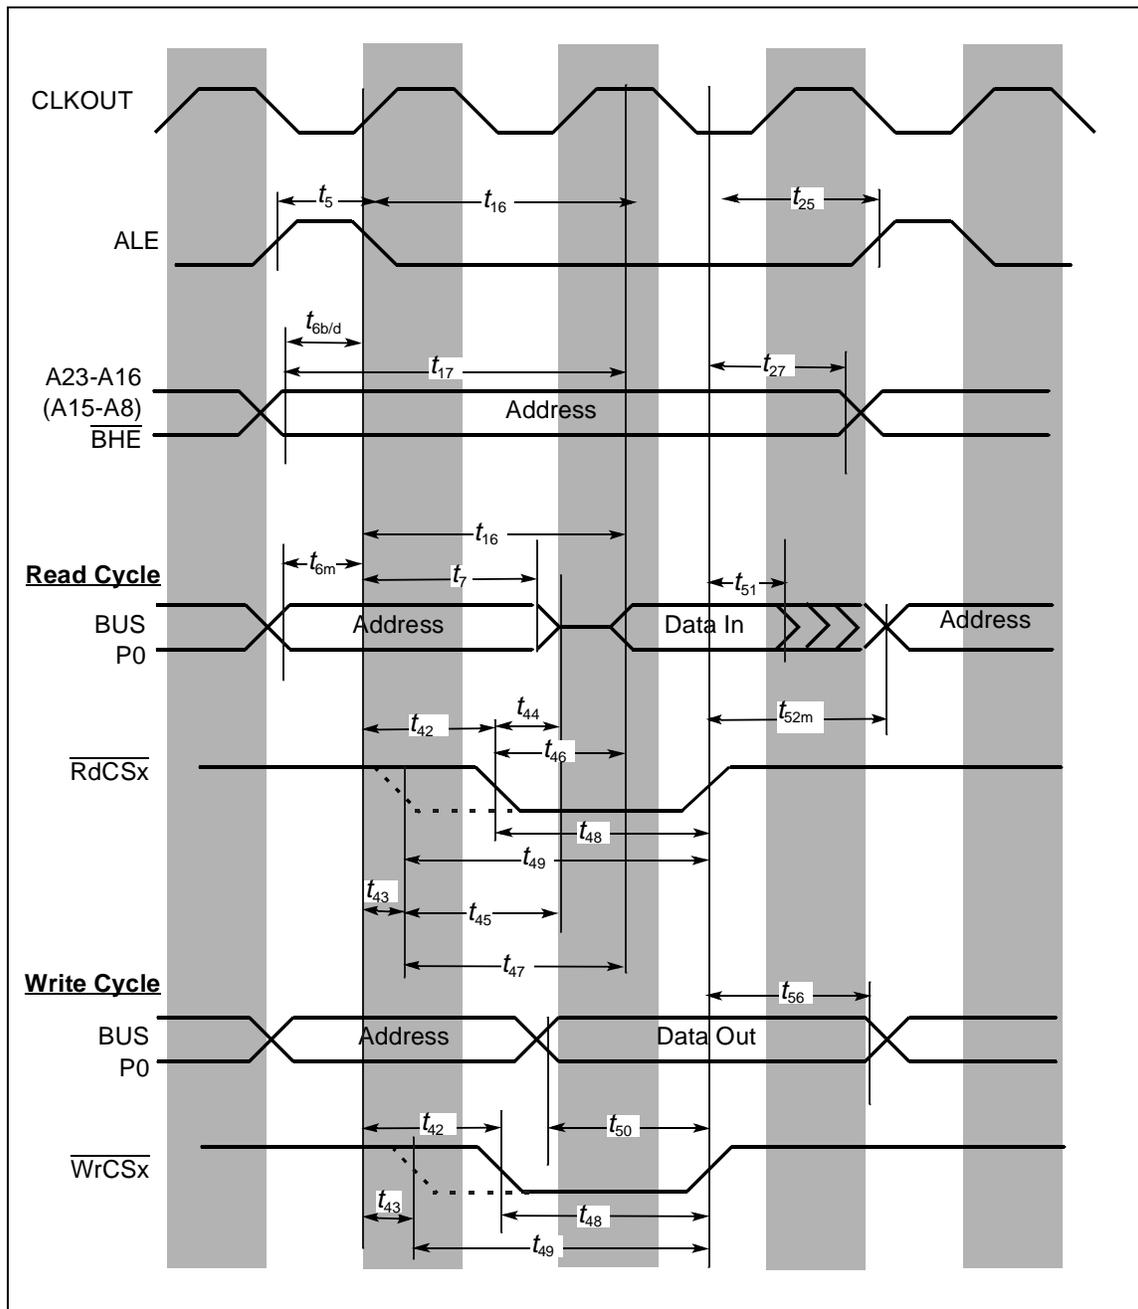 CLKOUT
t5
t16
t25
ALE
t6b/d
t17
t27
A23-A16
(A15-A8)
BHE
Address
t16
t6m
t7
t51
Read Cycle
BUS
P0
Address
Data In
Address
t42
t44
t52m
t46
RdCSx
t48
t49
t43
t45
t47
Write Cycle
t56
BUS
P0
Address
Data Out
t42
t50
WrCSx
t43
t48
t49